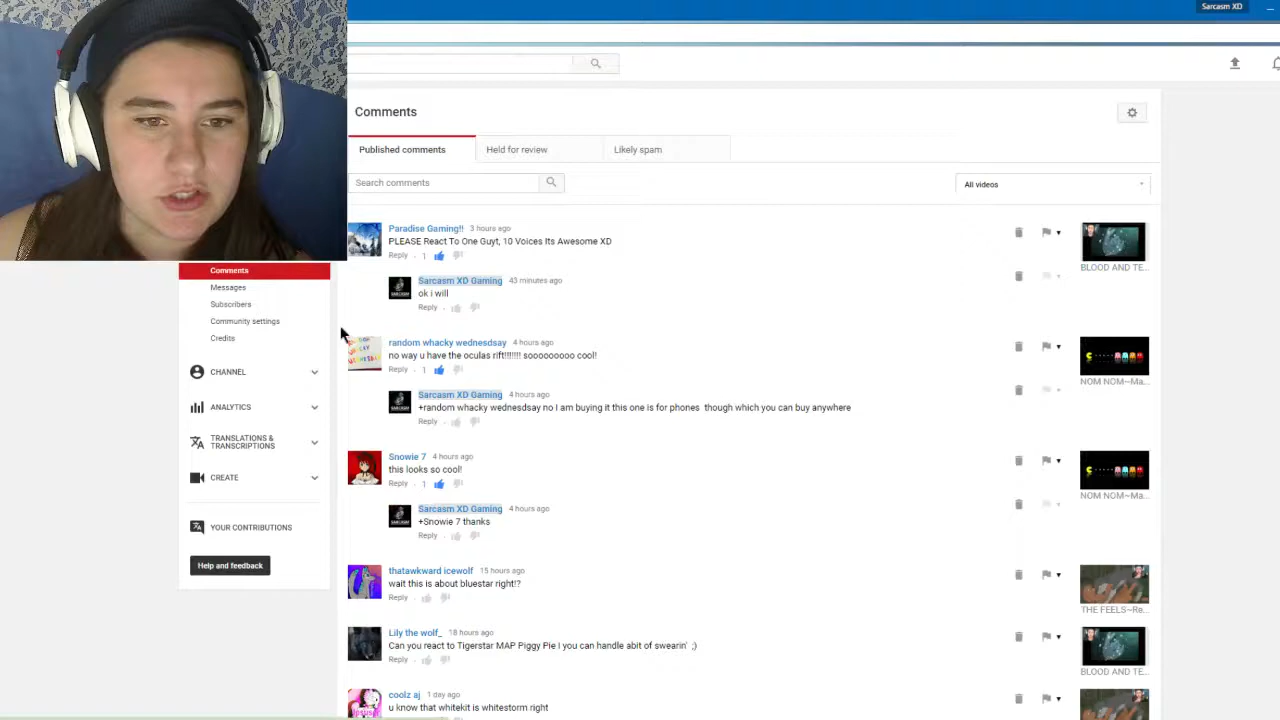 Sarcasm XD
Comments
Published comments
Held for review
Likely spam
Search comments
All videos
Paradise Gaming!! 3 hours ago
PLEASE React To One Guyt, 10 Voices Its Awesome XD
Reply · 1
BLOOD AND TE...
Sarcasm XD Gaming 43 minutes ago
ok i will
Reply ·
random whacky wednesdsay 4 hours ago
no way u have the oculas rift!!!!!!! sooooooooo cool!
Reply · 1
NOM NOM~Ma...
Sarcasm XD Gaming 4 hours ago
+random whacky wednesdsay no I am buying it this one is for phones though which you can buy anywhere
Reply ·
Snowie 7 4 hours ago
this looks so cool!
Reply · 1
NOM NOM~Ma...
Sarcasm XD Gaming 4 hours ago
+Snowie 7 thanks
Reply ·
thatawkward icewolf 15 hours ago
wait this is about bluestar right!?
Reply ·
THE FEELS~Re...
Lily the wolf_ 18 hours ago
Can you react to Tigerstar MAP Piggy Pie I you can handle abit of swearin' ;)
Reply ·
BLOOD AND TE...
coolz aj 1 day ago
u know that whitekit is whitestorm right
Comments
Messages
Subscribers
Community settings
Credits
CHANNEL
ANALYTICS
TRANSLATIONS &
TRANSCRIPTIONS
CREATE
YOUR CONTRIBUTIONS
Help and feedback